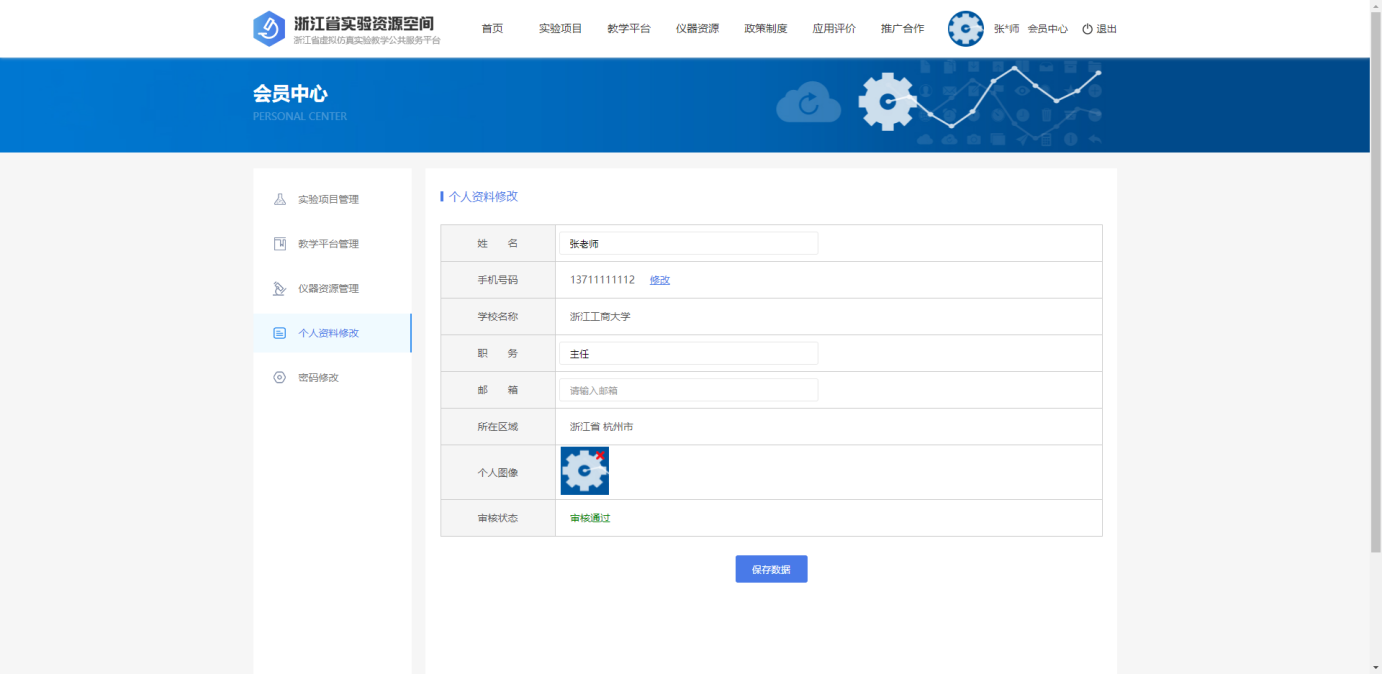 浙江省实验资源空间
浙江省虚拟仿真实验教学公共服务平台
首页 实验项目 教学平台 仪器资源 政策制度 应用评价 推广合作 张*师 会员中心 退出
会员中心
PERSONAL CENTER
实验项目管理
教学平台管理
仪器资源管理
个人资料修改
密码修改
个人资料修改
姓 名 张老师
手机号码 13711111112 修改
学校名称 浙江工商大学
职 务 主任
邮 箱 请输入邮箱
所在区域 浙江省 杭州市
个人图像
审核状态 审核通过
保存数据